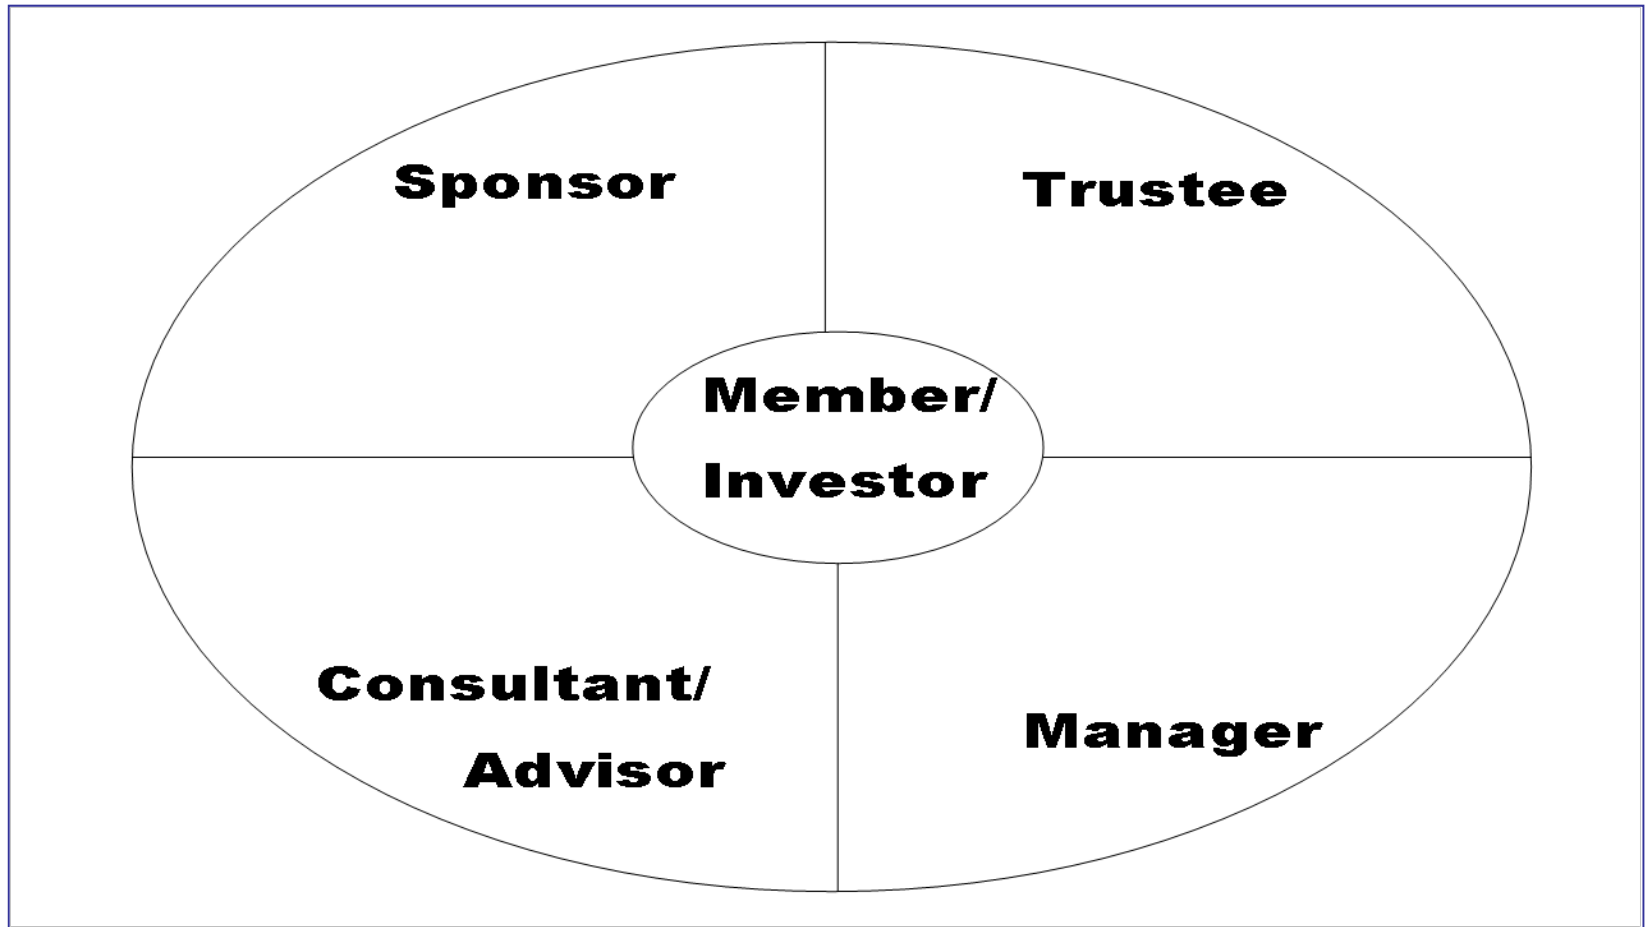 Sponsor
Trustee
Member/
Investor
Consultant/
Advisor
Manager